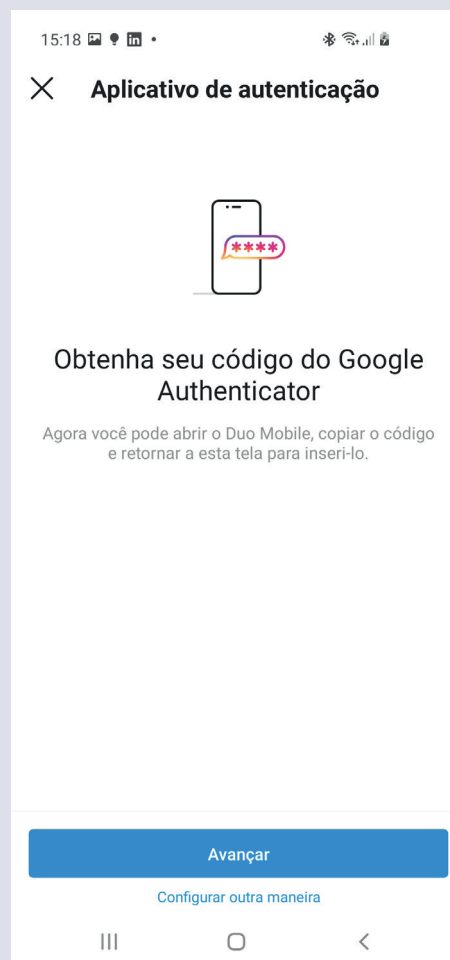 15:18
in
Aplicativo de autenticação
****
Obtenha seu código do Google
Authenticator
Agora você pode abrir o Duo Mobile, copiar o código
e retornar a esta tela para inseri-lo.
Avançar
Configurar outra maneira